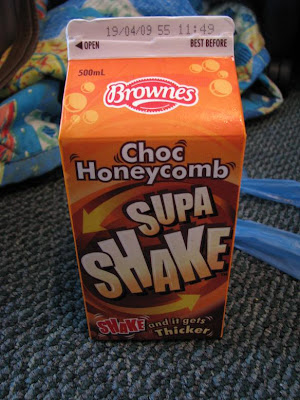 19/04/09 55 11:49
◄OPEN BEST BEFORE
500mL
Brownes
Choc
Honeycomb
SUPA
SHAKE
SHAKE and it gets
Thicker